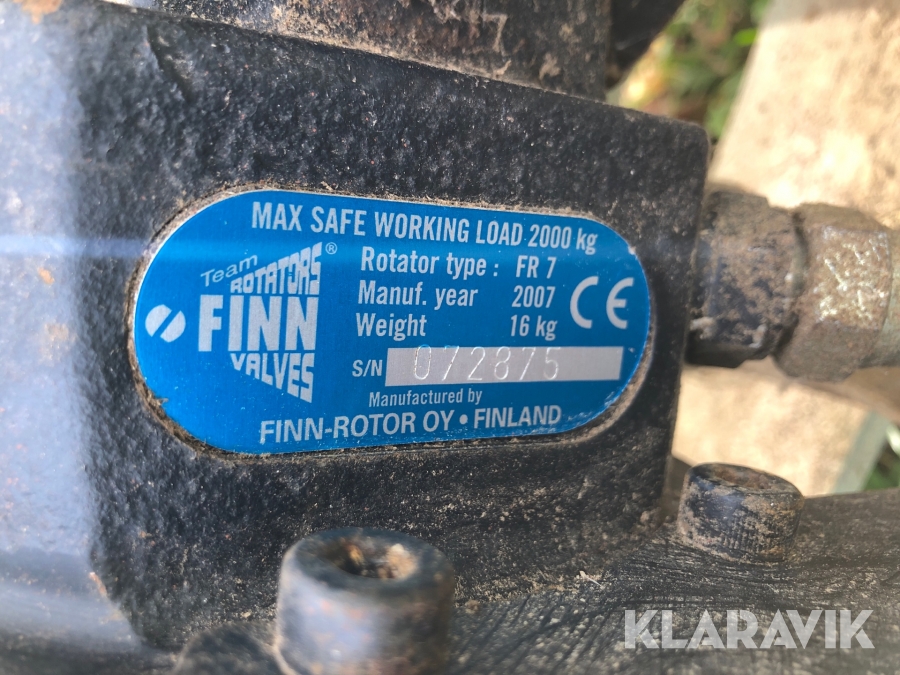 MAX SAFE WORKING LOAD 2000 kg
Team
ROTATORS ®
FINN
VALVES
Rotator type : FR 7
Manuf. year 2007
Weight 16 kg
CE
S/N 072875
Manufactured by
FINN-ROTOR OY • FINLAND
KLARAVIK